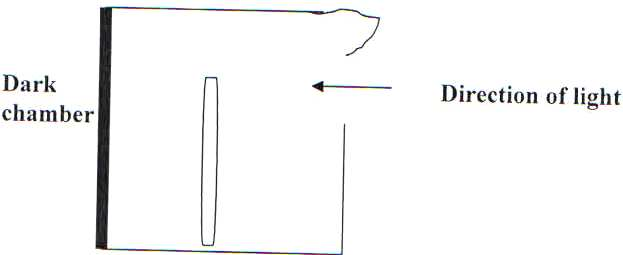 Dark
chamber
Direction of light